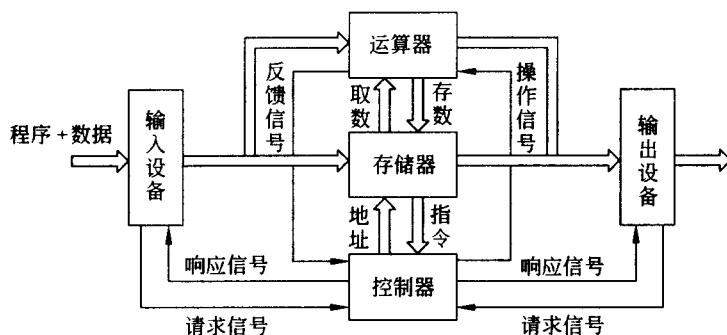 运算器
反馈信号
取数
存数
操作信号
程序+数据
输入设备
存储器
输出设备
地址
指令
响应信号
控制器
响应信号
请求信号
请求信号